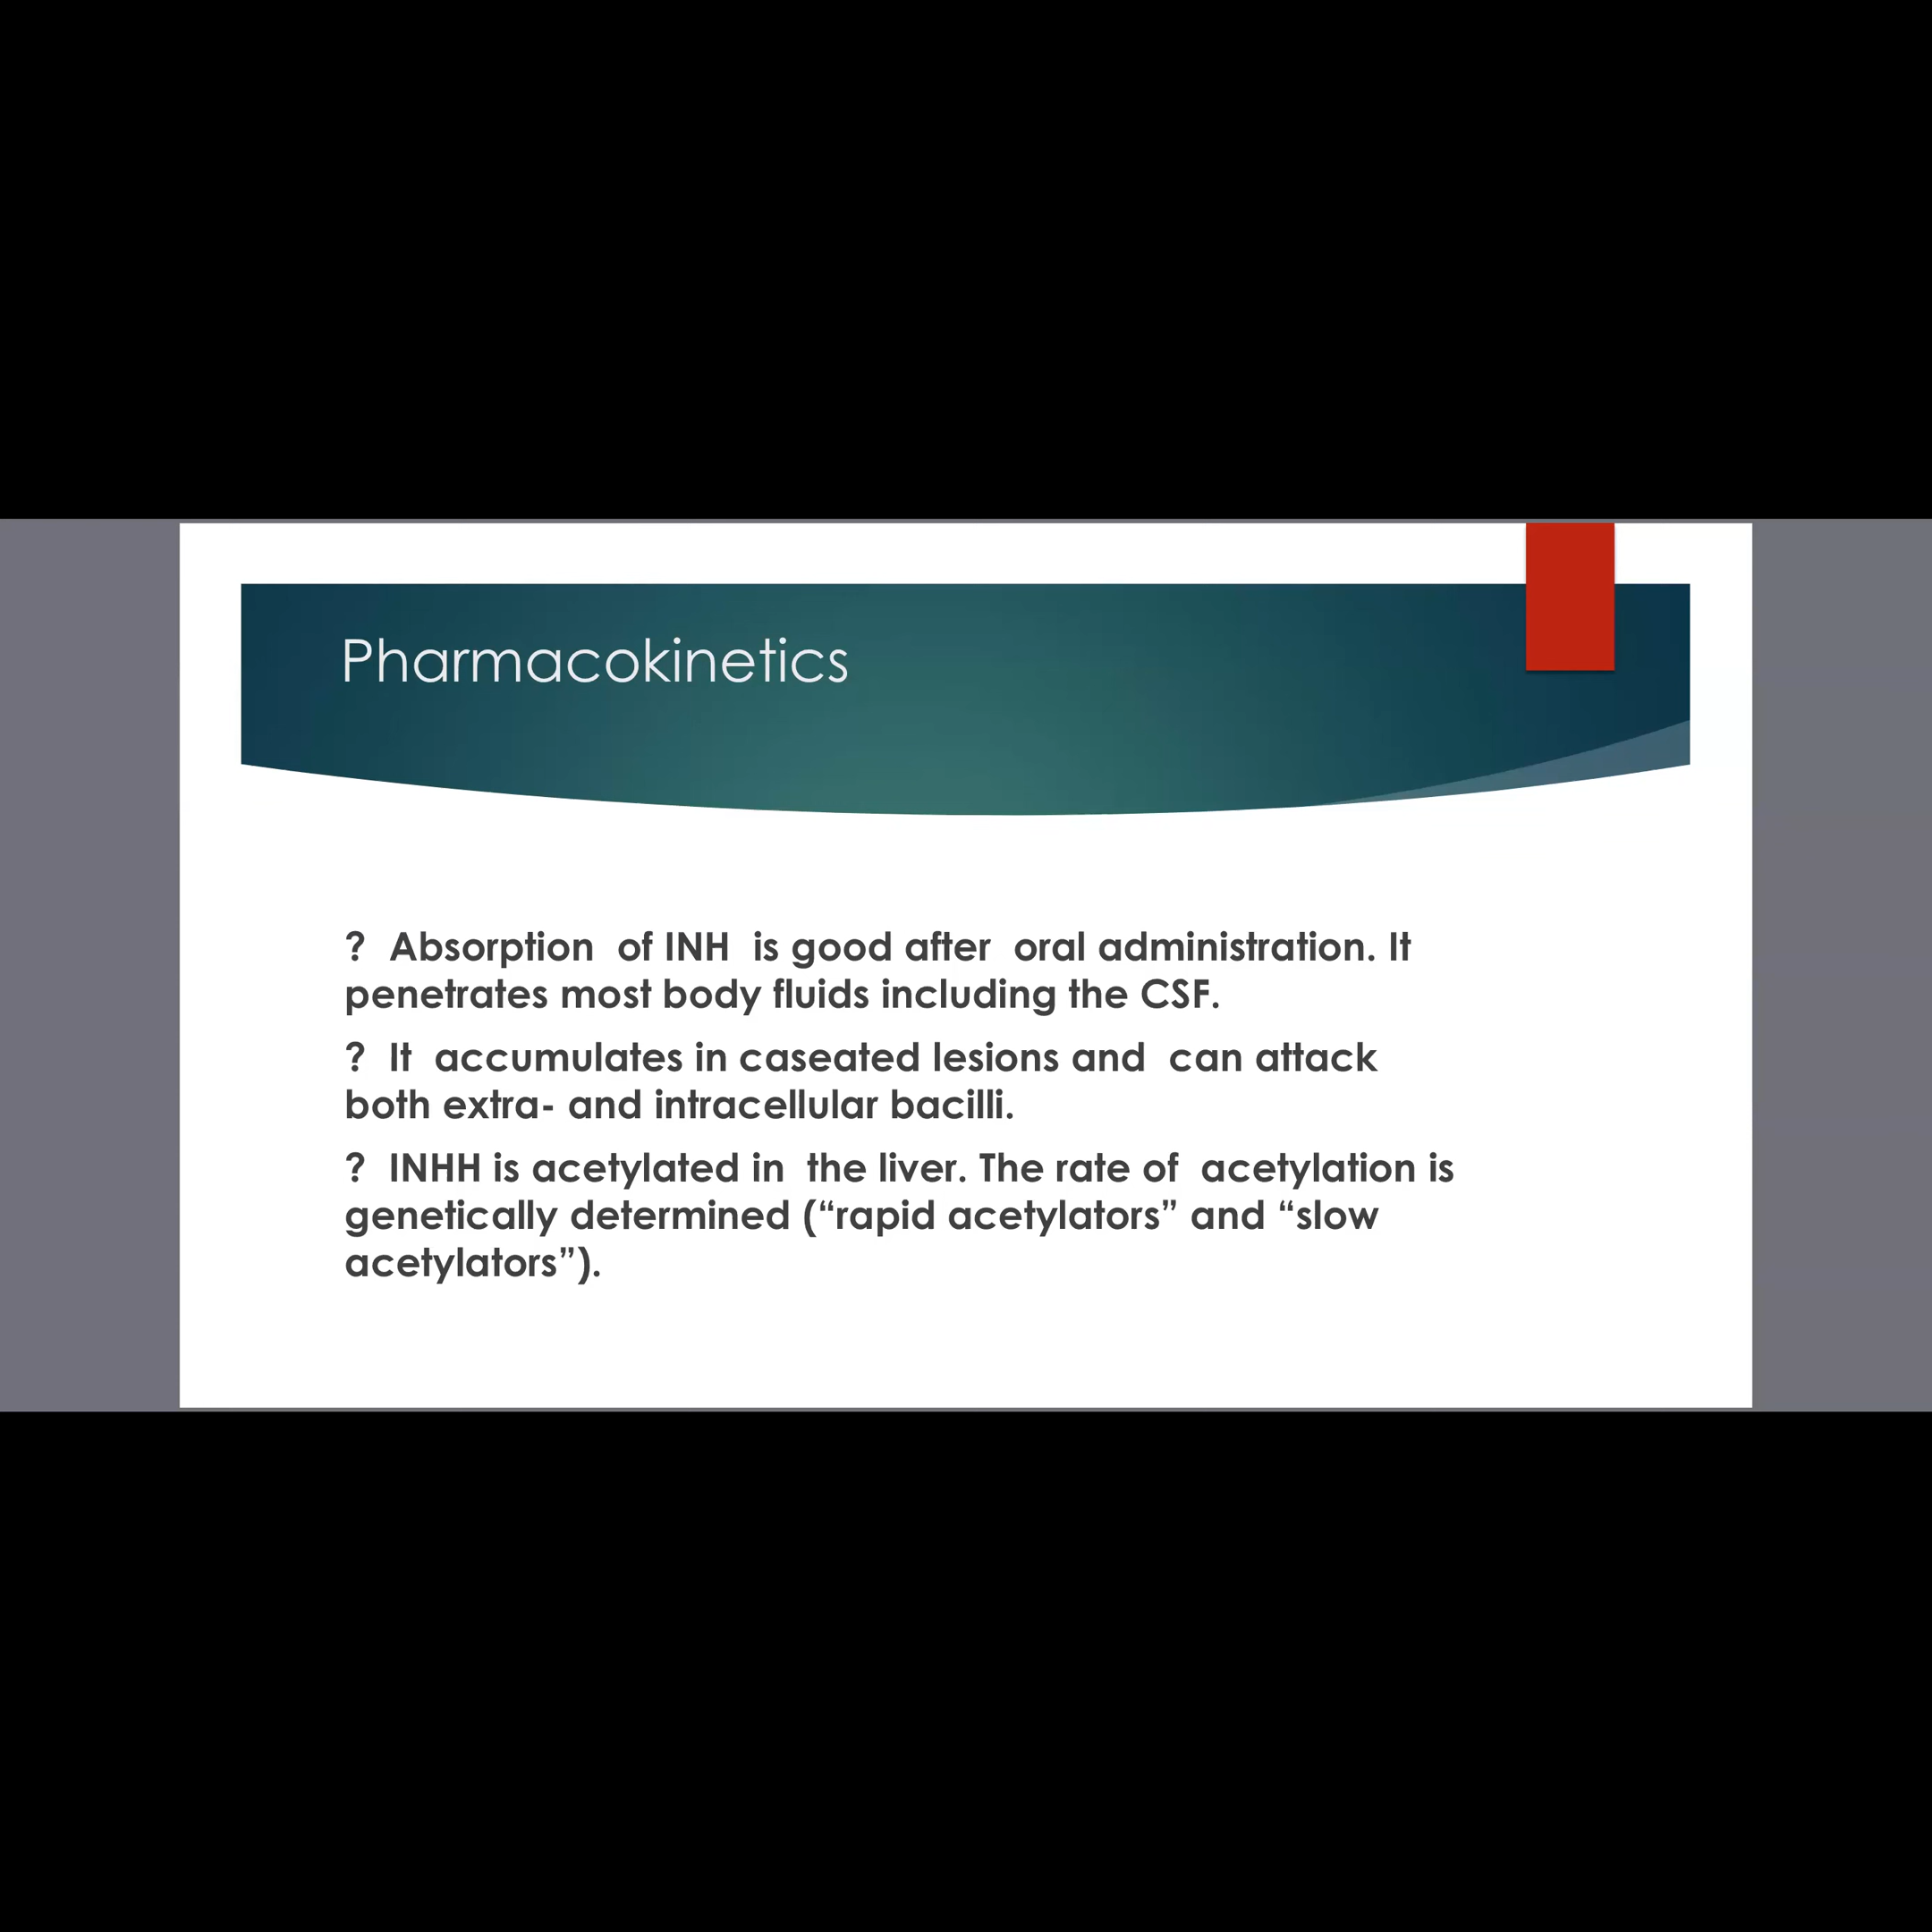 Pharmacokinetics
? Absorption of INH is good after oral administration. It
penetrates most body fluids including the CSF.
? It accumulates in caseated lesions and can attack
both extra- and intracellular bacilli.
? INHH is acetylated in the liver. The rate of acetylation is
genetically determined (“rapid acetylators” and “slow
acetylators”).